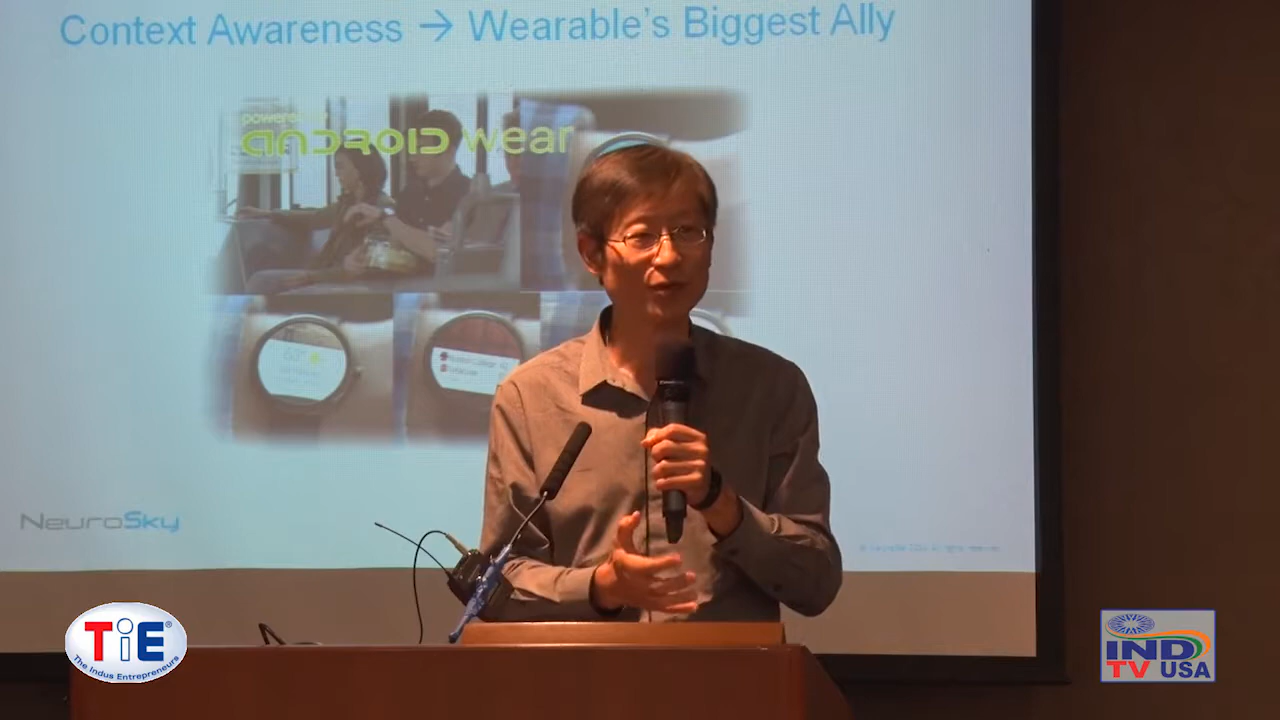 Context Awareness → Wearable's Biggest Ally
powered by
ANDROID wear
NeuroSky
TiE®
The Indus Entrepreneurs
IND
TV USA